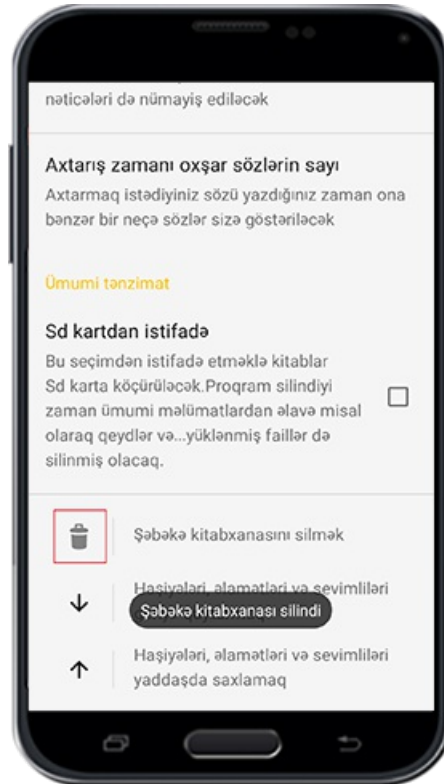 nəticələri də nümayiş ediləcək
Axtarış zamanı oxşar sözlərin sayı
Axtarmaq istədiyiniz sözü yazdığınız zaman ona
bənzər bir neçə sözlər sizə göstəriləcək
Ümumi tənzimat
Sd kartdan istifadə
Bu seçimdən istifadə etməklə kitablar
Sd karta köçürüləcək.Proqram silindiyi
zaman ümumi məlümatlardan əlavə misal
olaraq qeydlər və...yüklənmiş faillər də
silinmiş olacaq.
Şəbəkə kitabxanasını silmək
Haşiyələri, əlamətləri və sevimliləri
Şəbəkə kitabxanası silindi
Haşiyələri, əlamətləri və sevimliləri
yaddaşda saxlamaq